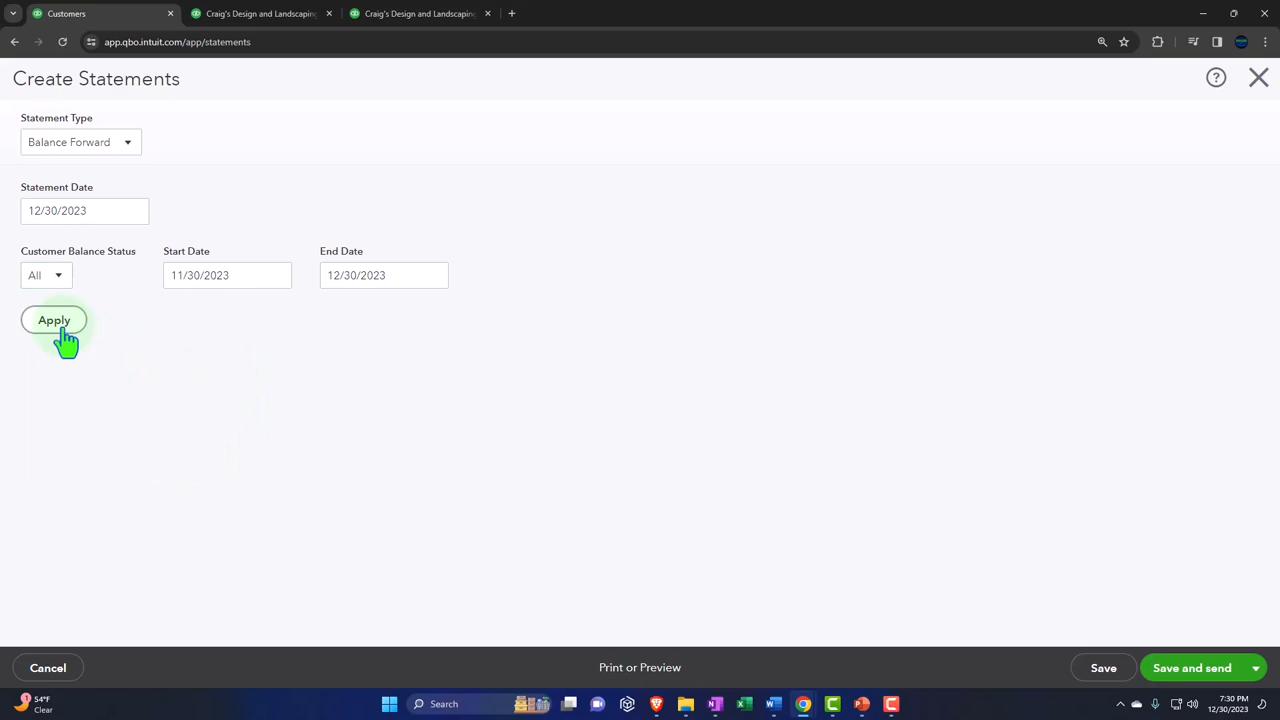 Customers
Craig's Design and Landscaping
Craig's Design and Landscaping
app.qbo.intuit.com/app/statements
Create Statements
Statement Type
Balance Forward
Statement Date
12/30/2023
Customer Balance Status
Start Date
End Date
All
11/30/2023
12/30/2023
Apply
Cancel
Print or Preview
Save
Save and send
54°F
Clear
Search
7:30 PM
12/30/2023